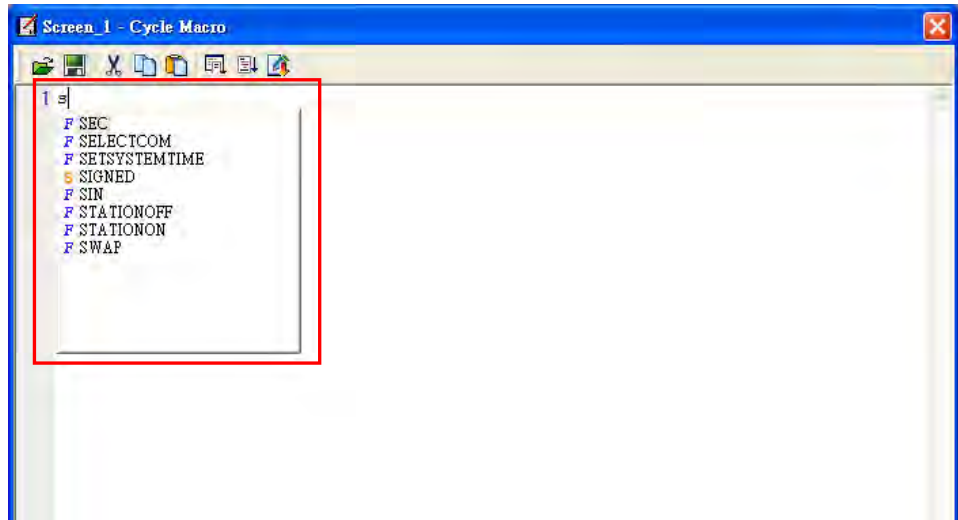 Screen_1 - Cycle Macro
1 s
F SEC
F SELECTCOM
F SETSYSTEMTIME
S SIGNED
F SIN
F STATIONOFF
F STATIONON
F SWAP